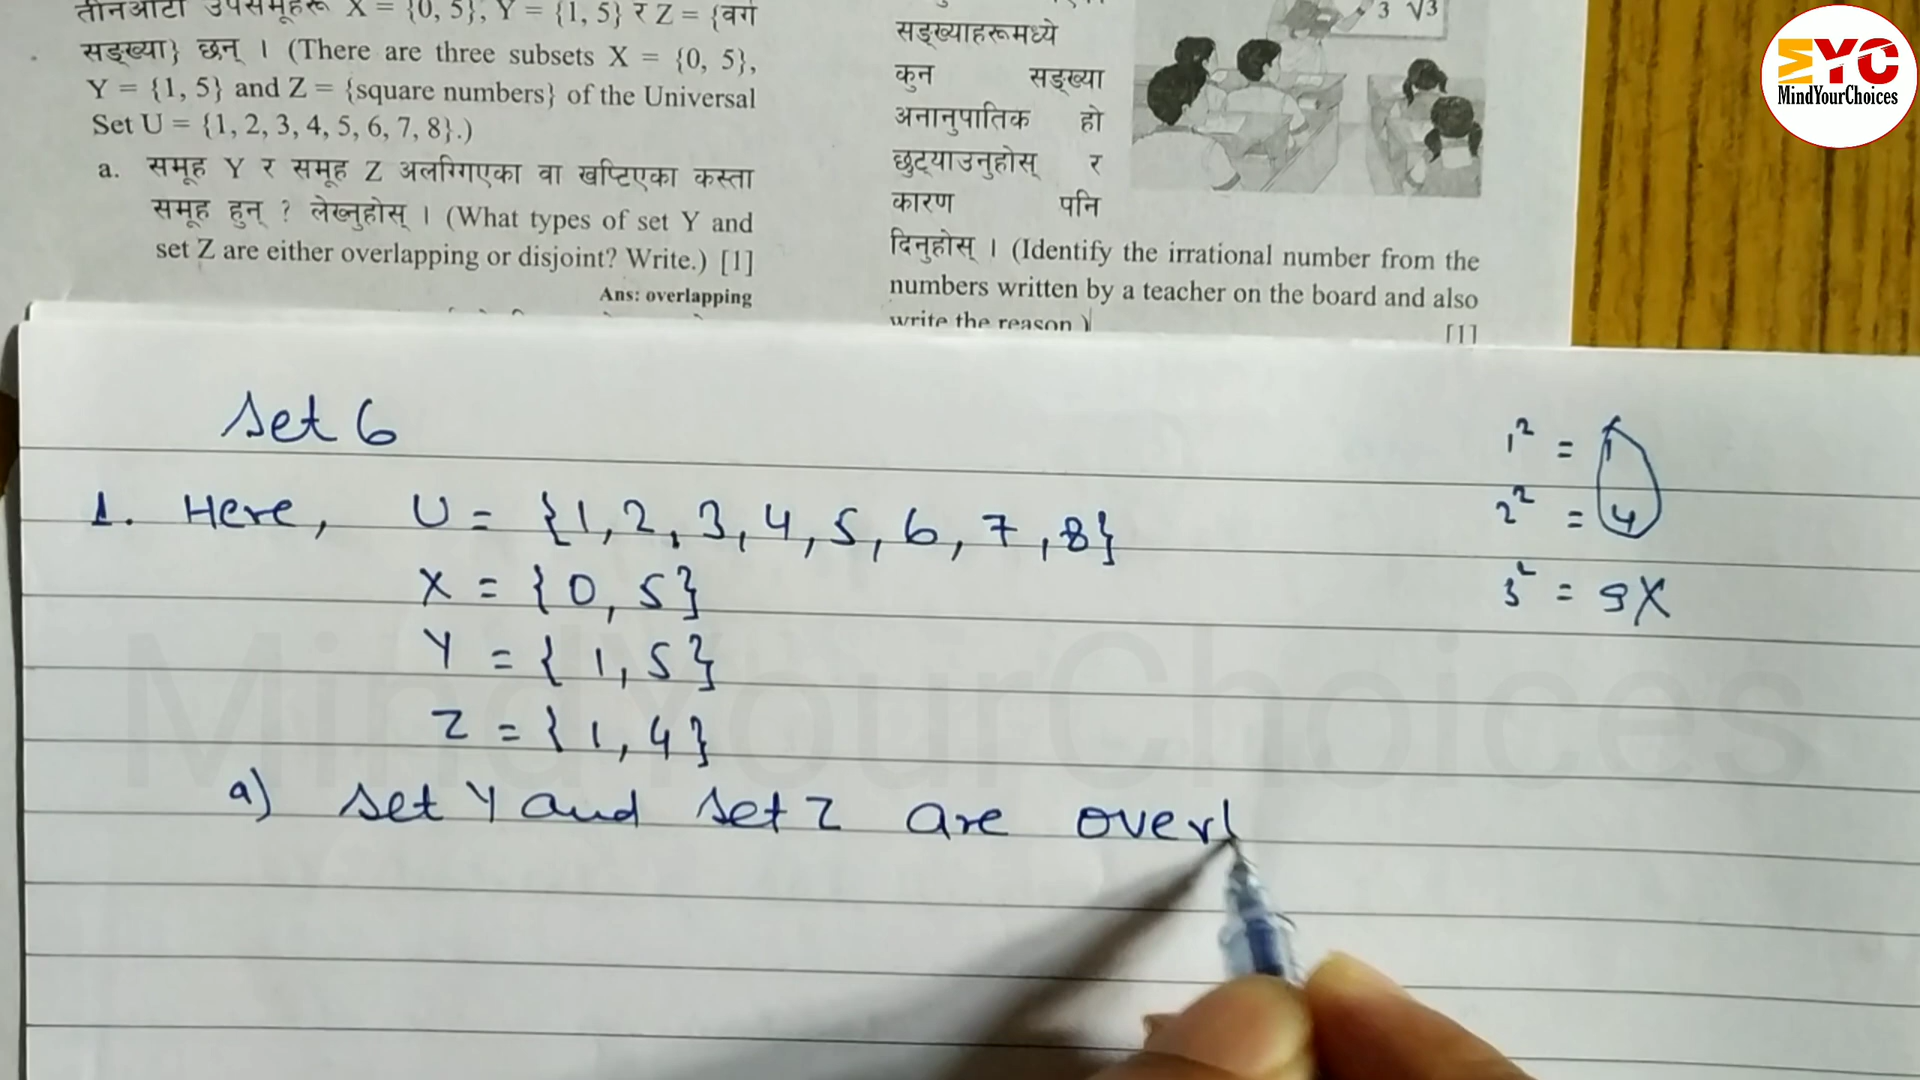 तीनओटा उपसमूहरू X = {0, 5}, Y = {1, 5} र Z = {वर्ग
सङ्ख्या} छन् । (There are three subsets X = {0, 5},
Y = {1, 5} and Z = {square numbers} of the Universal
Set U = {1, 2, 3, 4, 5, 6, 7, 8}.)
a. समूह Y र समूह Z अलग्गिएका वा खप्टिएका कस्ता
समूह हुन् ? लेख्नुहोस् । (What types of set Y and
set Z are either overlapping or disjoint? Write.) [1]
Ans: overlapping
सङ्ख्याहरूमध्ये
कुन सङ्ख्या
अनानुपातिक हो
छुट्याउनुहोस् र
कारण पनि
दिनुहोस् । (Identify the irrational number from the
numbers written by a teacher on the board and also
write the reason.)
[1]
3 √3
MYC
MindYourChoices
Set 6
1. Here, U = {1, 2, 3, 4, 5, 6, 7, 8}
X = {0, 5}
Y = {1, 5}
Z = {1, 4}
a) Set Y and Set Z are overl
1² = 1
2² = 4
3² = 9X
MindYourChoices